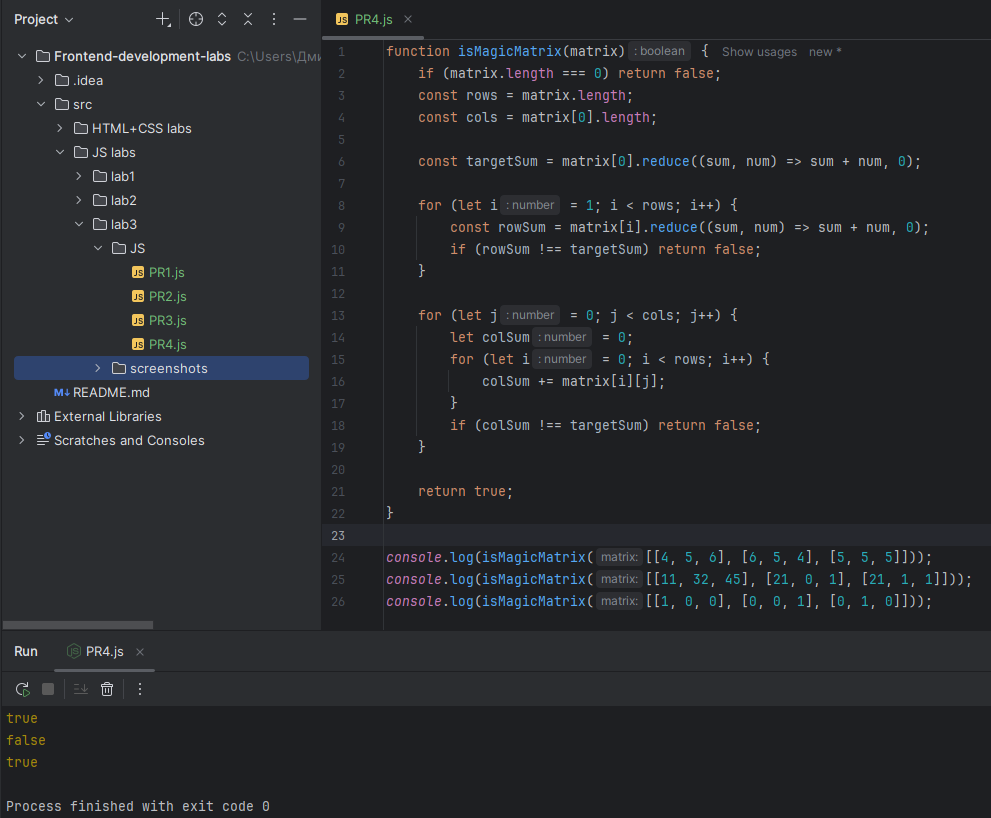 Project
Frontend-development-labs C:\Users\Дми
.idea
src
HTML+CSS labs
JS labs
lab1
lab2
lab3
JS
JS PR1.js
JS PR2.js
JS PR3.js
JS PR4.js
screenshots
M↓ README.md
External Libraries
Scratches and Consoles
JS PR4.js
1 function isMagicMatrix(matrix) : boolean { Show usages new *
2     if (matrix.length === 0) return false;
3     const rows = matrix.length;
4     const cols = matrix[0].length;
5
6     const targetSum = matrix[0].reduce((sum, num) => sum + num, 0);
7
8     for (let i : number = 1; i < rows; i++) {
9         const rowSum = matrix[i].reduce((sum, num) => sum + num, 0);
10         if (rowSum !== targetSum) return false;
11     }
12
13     for (let j : number = 0; j < cols; j++) {
14         let colSum : number = 0;
15         for (let i : number = 0; i < rows; i++) {
16             colSum += matrix[i][j];
17         }
18         if (colSum !== targetSum) return false;
19     }
20
21     return true;
22 }
23
24 console.log(isMagicMatrix( matrix: [[4, 5, 6], [6, 5, 4], [5, 5, 5]]));
25 console.log(isMagicMatrix( matrix: [[11, 32, 45], [21, 0, 1], [21, 1, 1]]));
26 console.log(isMagicMatrix( matrix: [[1, 0, 0], [0, 0, 1], [0, 1, 0]]));
Run JS PR4.js
true
false
true
Process finished with exit code 0